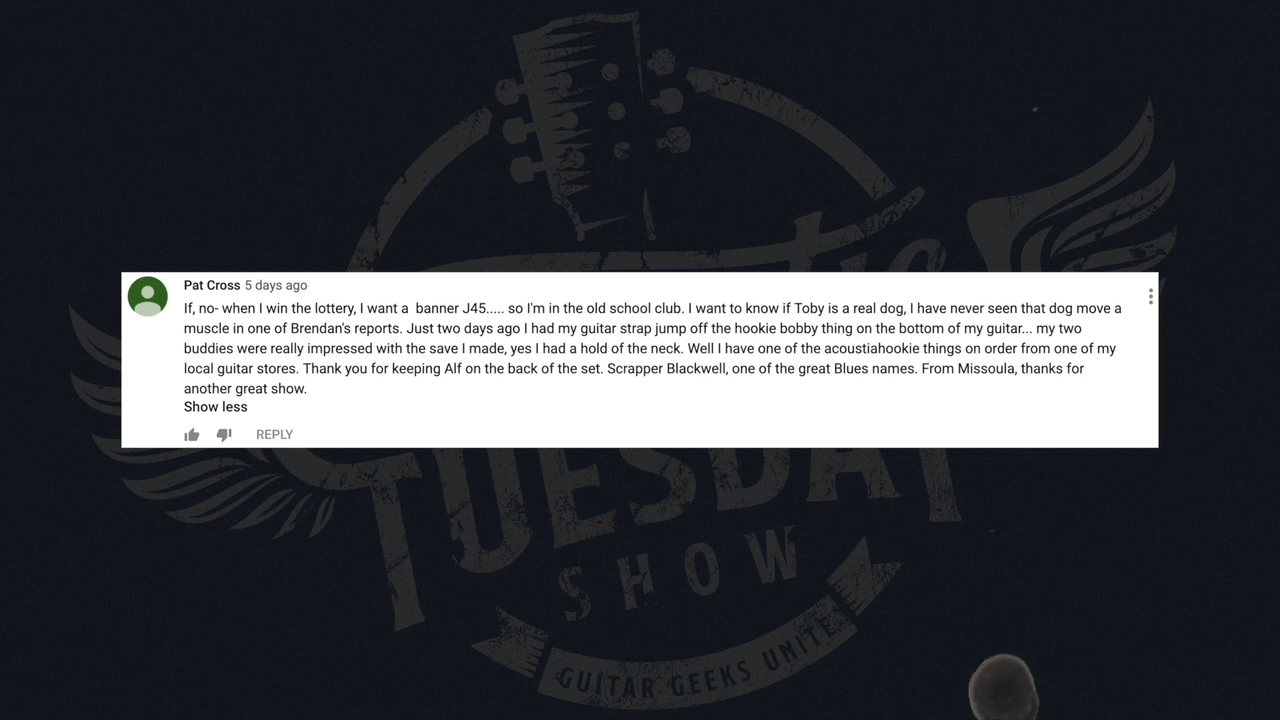 Pat Cross 5 days ago
If, no- when I win the lottery, I want a  banner J45..... so I'm in the old school club. I want to know if Toby is a real dog, I have never seen that dog move a
muscle in one of Brendan's reports. Just two days ago I had my guitar strap jump off the hookie bobby thing on the bottom of my guitar... my two
buddies were really impressed with the save I made, yes I had a hold of the neck. Well I have one of the acoustiahookie things on order from one of my
local guitar stores. Thank you for keeping Alf on the back of the set. Scrapper Blackwell, one of the great Blues names. From Missoula, thanks for
another great show.
Show less
REPLY
TUESDAY
SHOW
GUITAR GEEKS UNITE